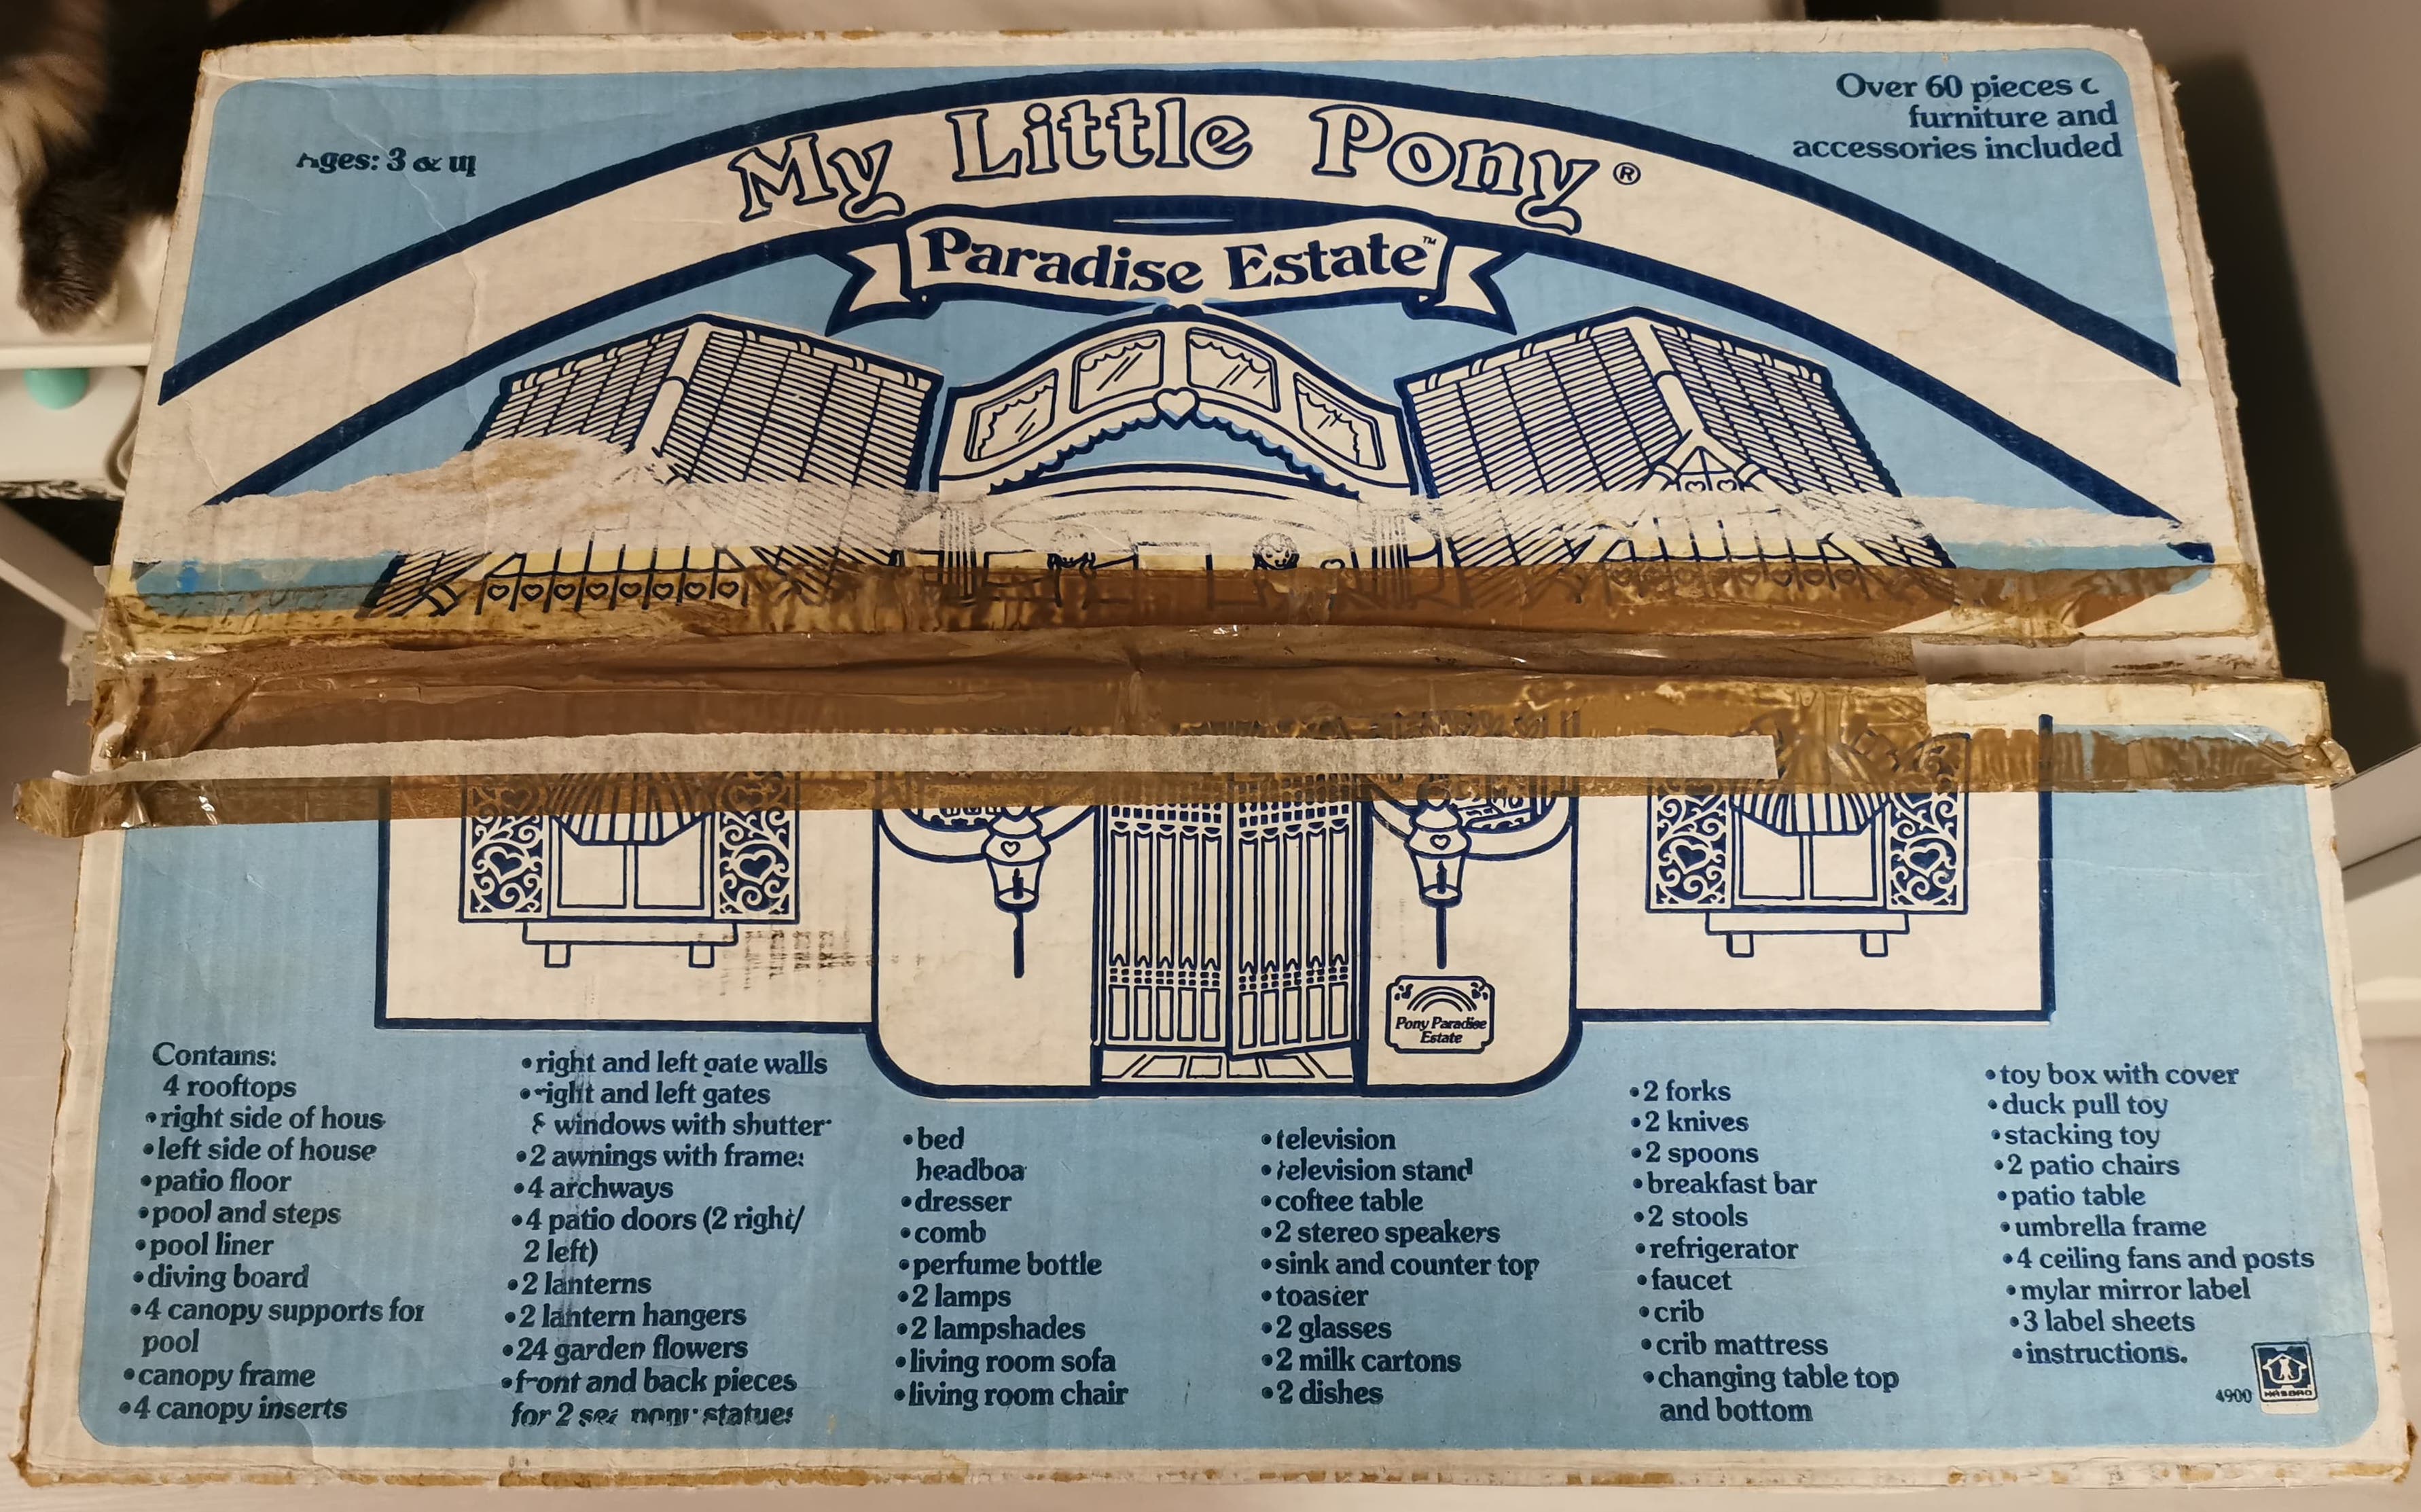 Ages: 3 & up
Over 60 pieces
furniture and
accessories included
My Little Pony®
Paradise Estate™
Pony Paradise
Estate
Contains:
4 rooftops
•right side of hous
•left side of house
•patio floor
•pool and steps
•pool liner
•diving board
•4 canopy supports for
pool
•canopy frame
•4 canopy inserts
•right and left gate walls
•right and left gates
windows with shutter
•2 awnings with frame
•4 archways
•4 patio doors (2 right/
2 left)
•2 lanterns
•2 lantern hangers
•24 garden flowers
•front and back pieces
for 2 sea pony statues
•bed
headboa
•dresser
•comb
•perfume bottle
•2 lamps
•2 lampshades
•living room sofa
•living room chair
•television
•television stand
•coffee table
•2 stereo speakers
•sink and counter top
•toaster
•2 glasses
•2 milk cartons
•2 dishes
•2 forks
•2 knives
•2 spoons
•breakfast bar
•2 stools
•refrigerator
•faucet
•crib
•crib mattress
•changing table top
and bottom
•toy box with cover
•duck pull toy
•stacking toy
•2 patio chairs
•patio table
•umbrella frame
•4 ceiling fans and posts
•mylar mirror label
•3 label sheets
•instructions.
4900
HASBRO